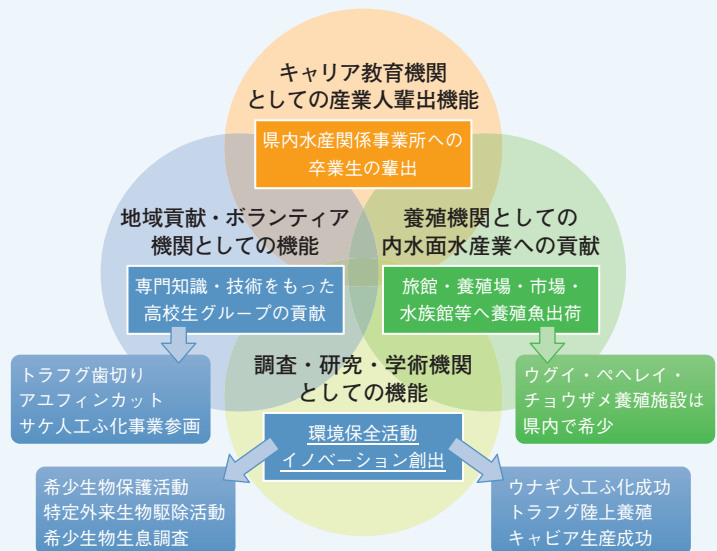 キャリア教育機関
としての産業人輩出機能
県内水産関係事業所への
卒業生の輩出
地域貢献・ボランティア
機関としての機能
専門知識・技術をもった
高校生グループの貢献
トラフグ歯切り
アユフィンカット
サケ人工ふ化事業参画
養殖機関としての
内水面水産業への貢献
旅館・養殖場・市場・
水族館等へ養殖魚出荷
ウグイ・ペヘレイ・
チョウザメ養殖施設は
県内で希少
調査・研究・学術機関
としての機能
環境保全活動
イノベーション創出
希少生物保護活動
特定外来生物駆除活動
希少生物生息調査
ウナギ人工ふ化成功
トラフグ陸上養殖
キャビア生産成功